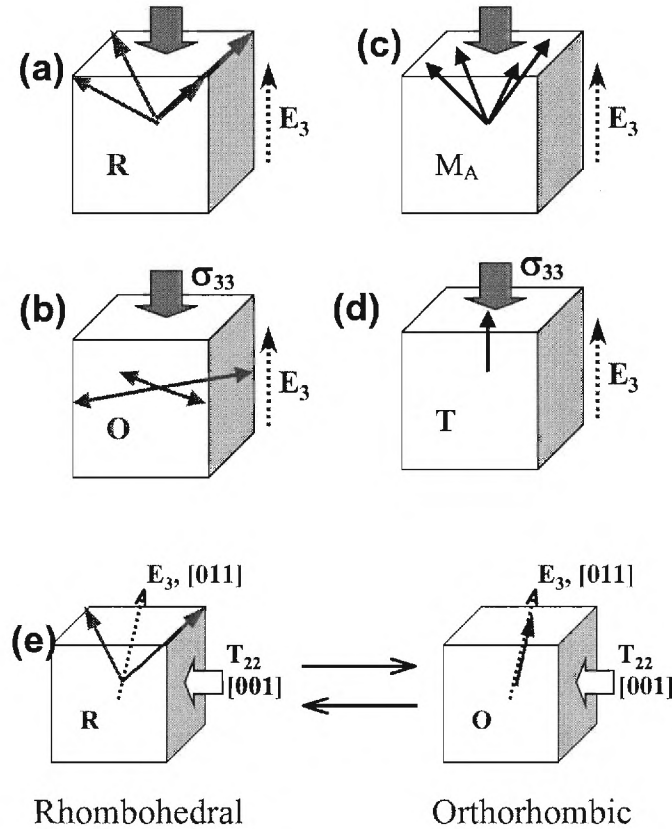 (a)
R
E3
(c)
MA
E3
σ33
(b)
O
E3
σ33
(d)
T
E3
E3, [011]
(e)
R
T22
[001]
E3, [011]
O
T22
[001]
Rhombohedral
Orthorhombic